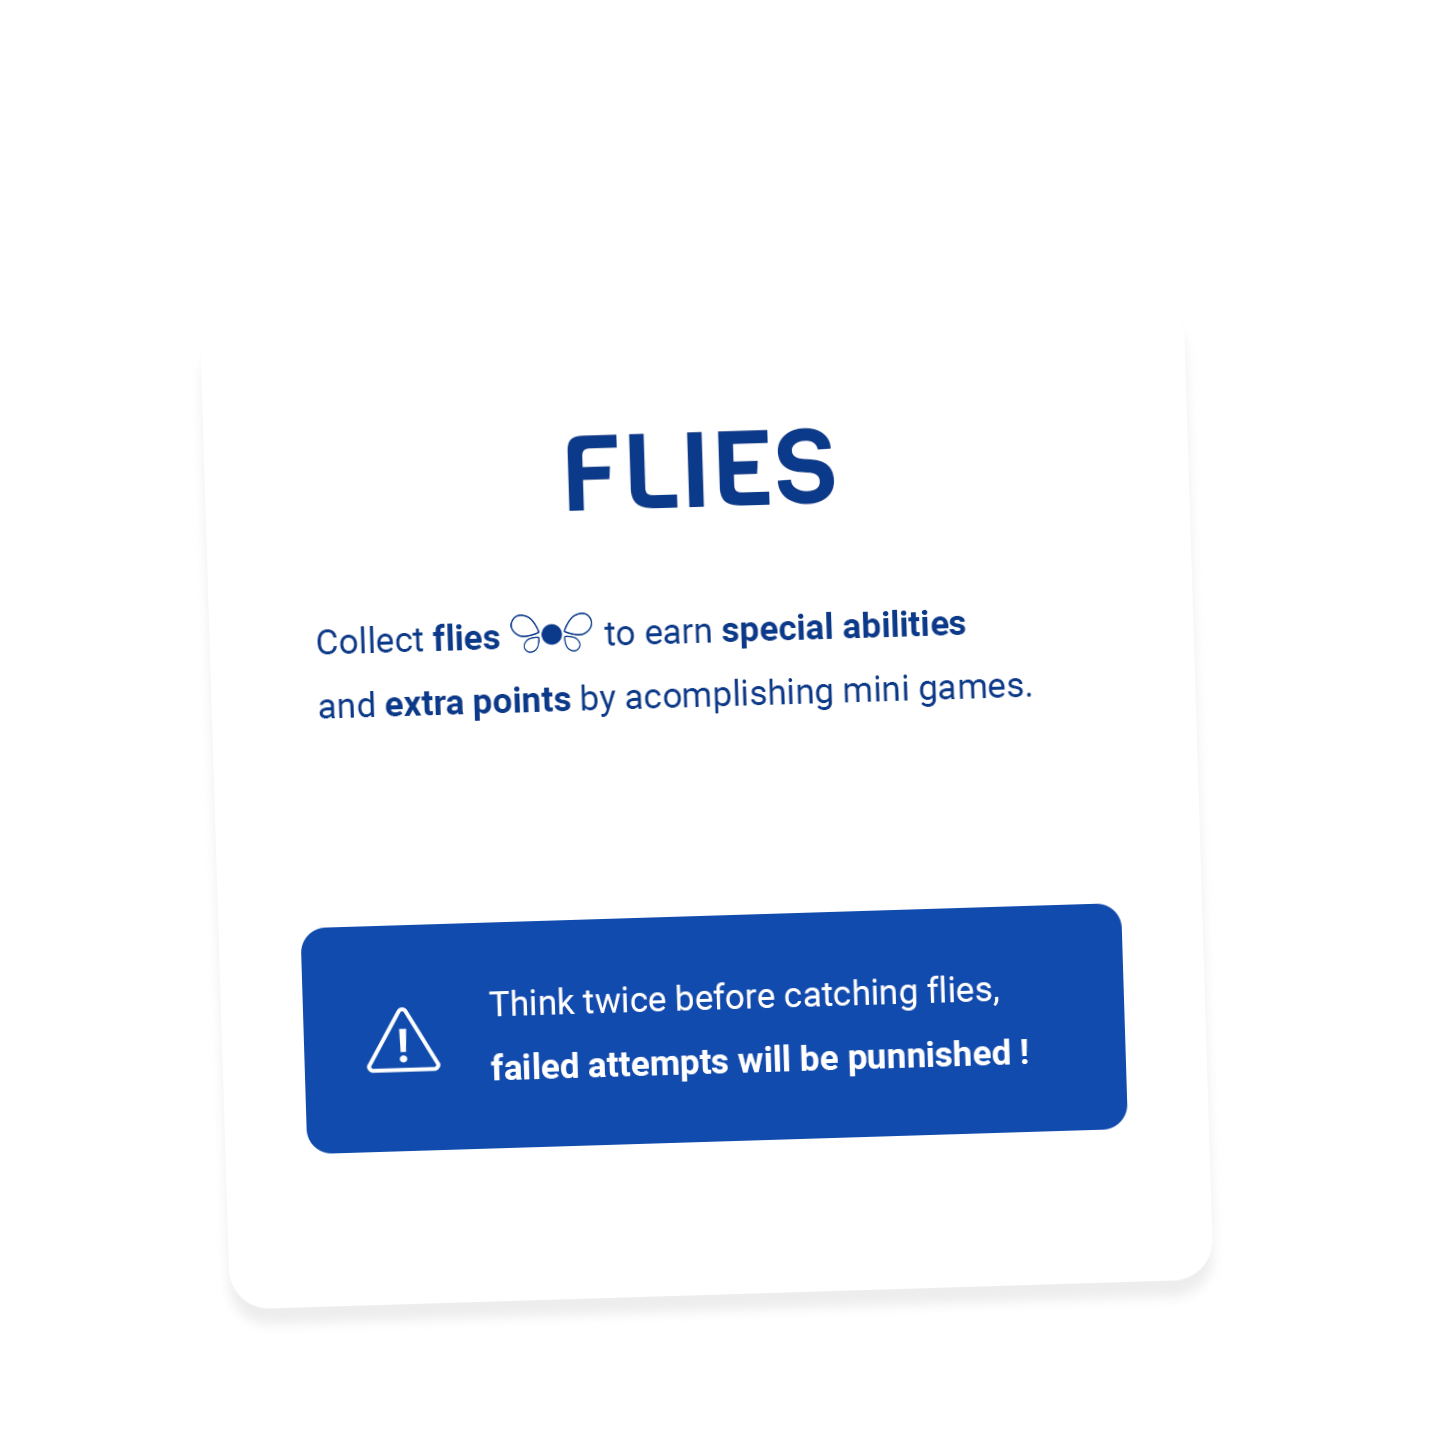 FLIES
Collect flies to earn special abilities
and extra points by acomplishing mini games.
Think twice before catching flies,
failed attempts will be punnished !